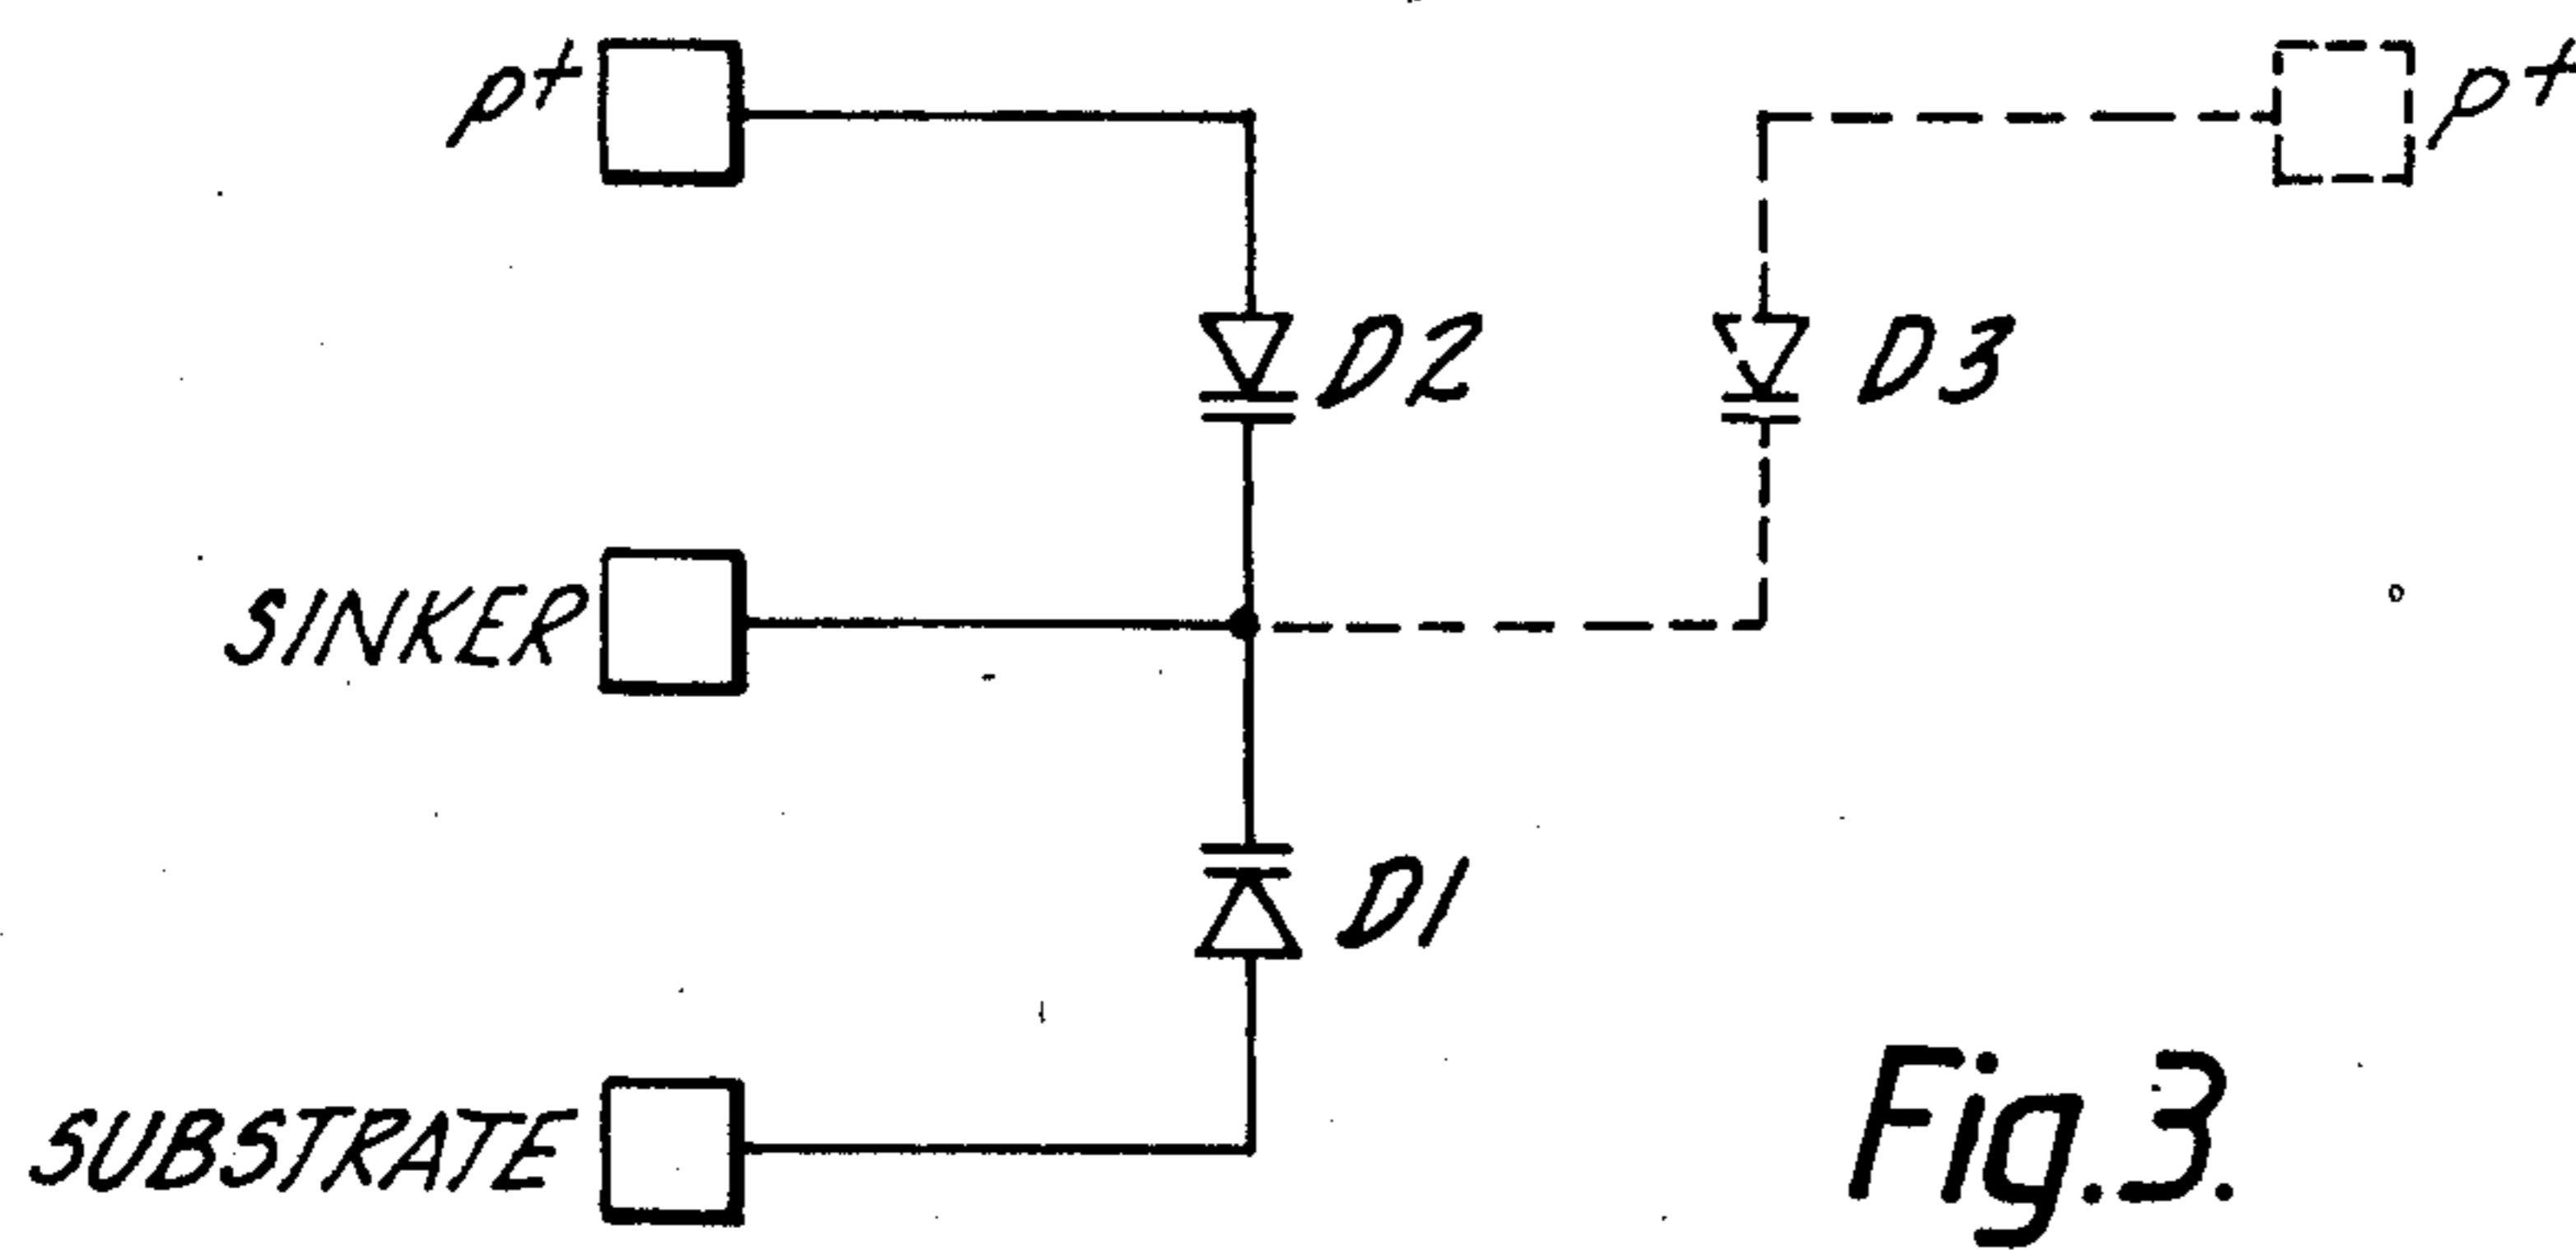 p+
p+
D2
D3
SINKER
D1
SUBSTRATE
Fig.3.